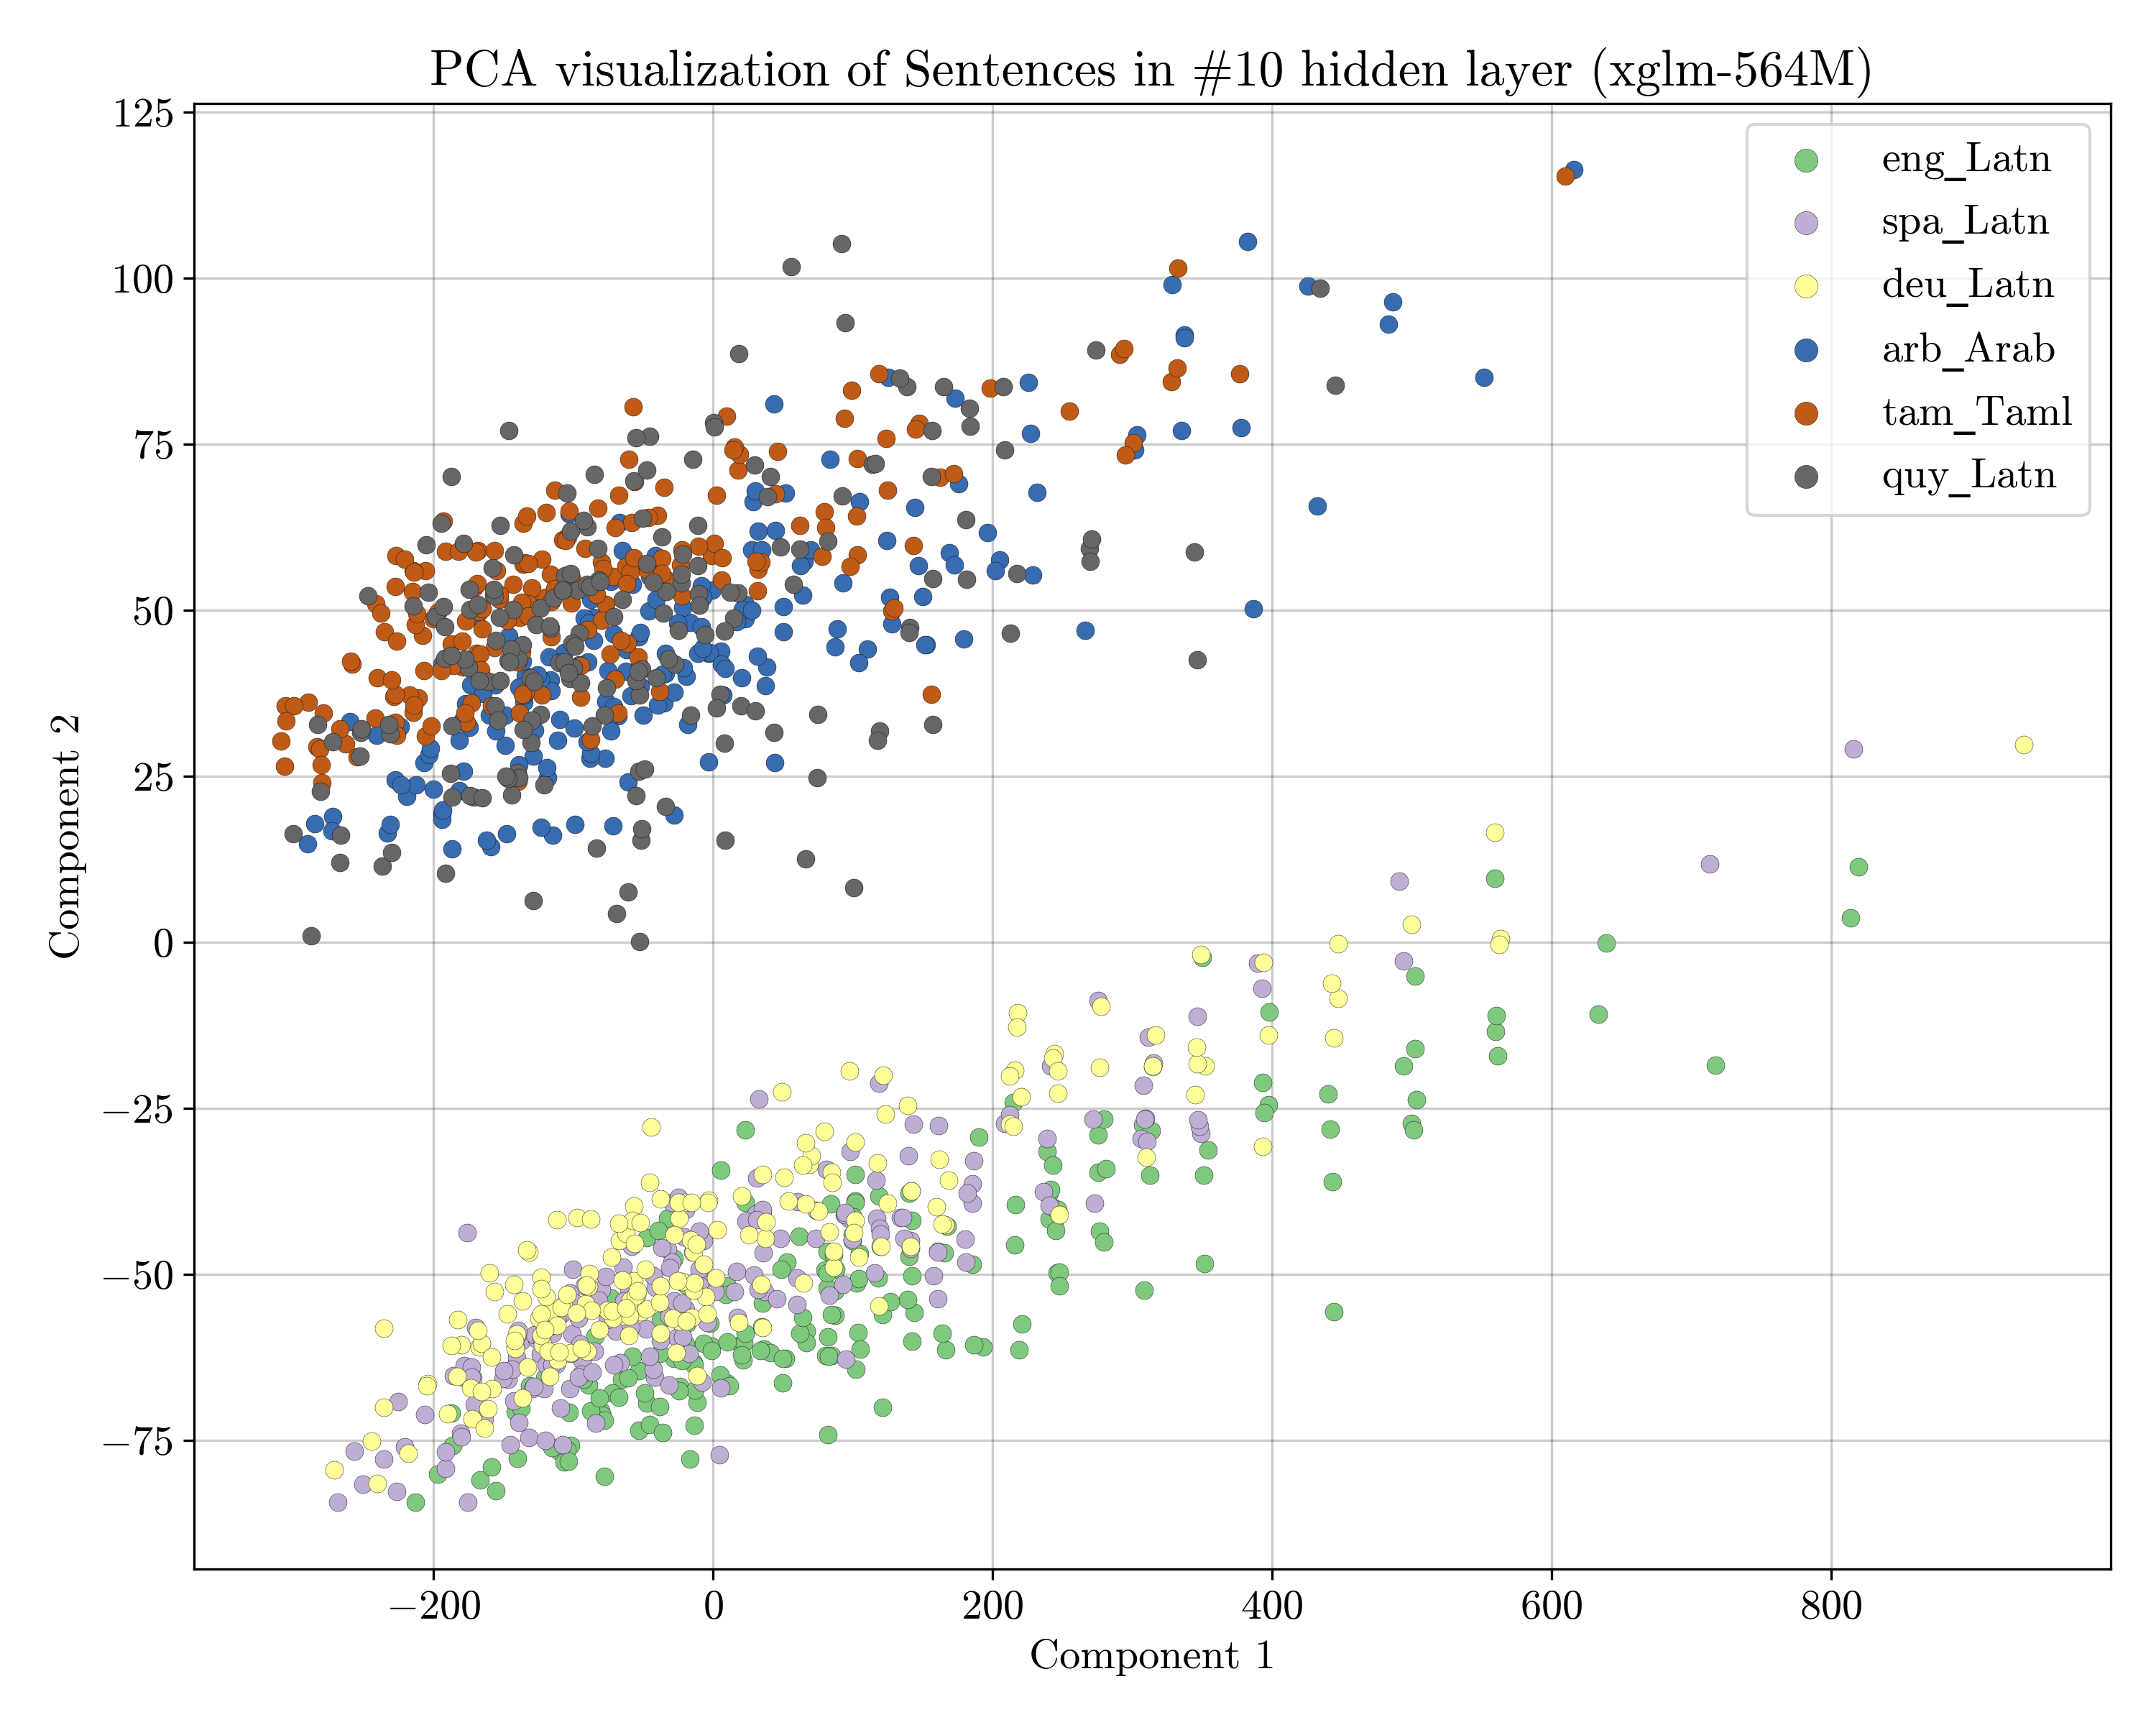 PCA visualization of Sentences in #10 hidden layer (xglm-564M)
125
100
75
50
25
0
−25
−50
−75
Component 2
−200
0
200
400
600
800
Component 1
eng_Latn
spa_Latn
deu_Latn
arb_Arab
tam_Taml
quy_Latn